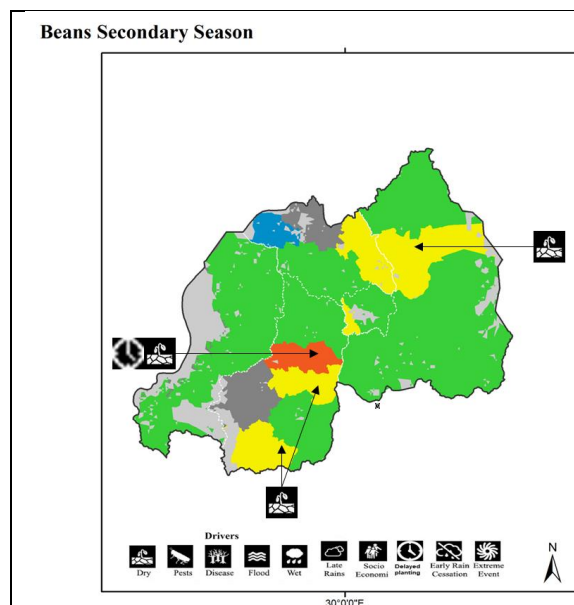 Beans Secondary Season
Drivers
Dry Pests Disease Flood Wet Late Rains Socio Economi Delayed planting Early Rain Cessation Extreme Event
N
30°0'0"E